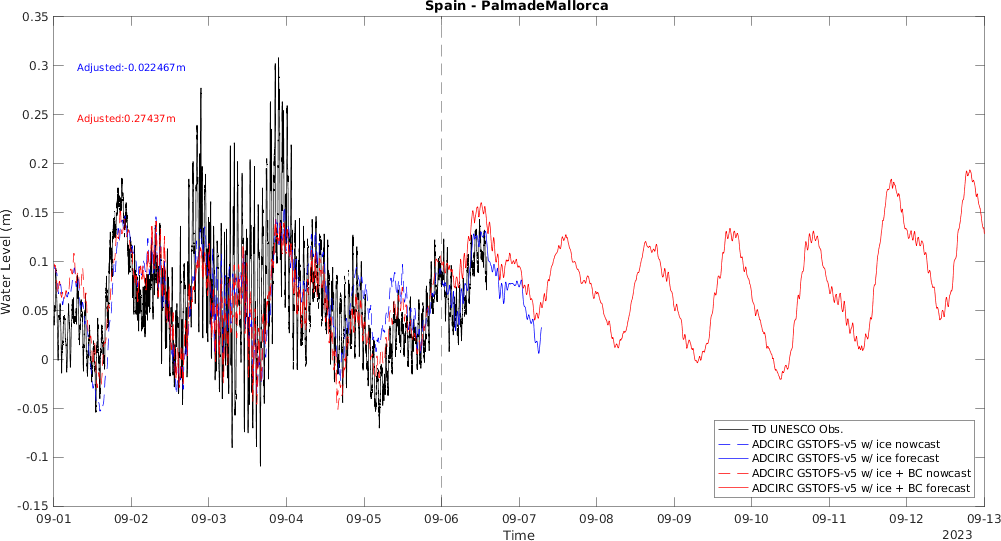 Spain - PalmadeMallorca
0.35
0.3
0.25
0.2
0.15
0.1
0.05
0
-0.05
-0.1
-0.15
Water Level (m)
Adjusted:-0.022467m
Adjusted:0.27437m
TD UNESCO Obs.
ADCIRC GSTOFS-v5 w/ ice nowcast
ADCIRC GSTOFS-v5 w/ ice forecast
ADCIRC GSTOFS-v5 w/ ice + BC nowcast
ADCIRC GSTOFS-v5 w/ ice + BC forecast
09-01 09-02 09-03 09-04 09-05 09-06 09-07 09-08 09-09 09-10 09-11 09-12 09-13
Time
2023